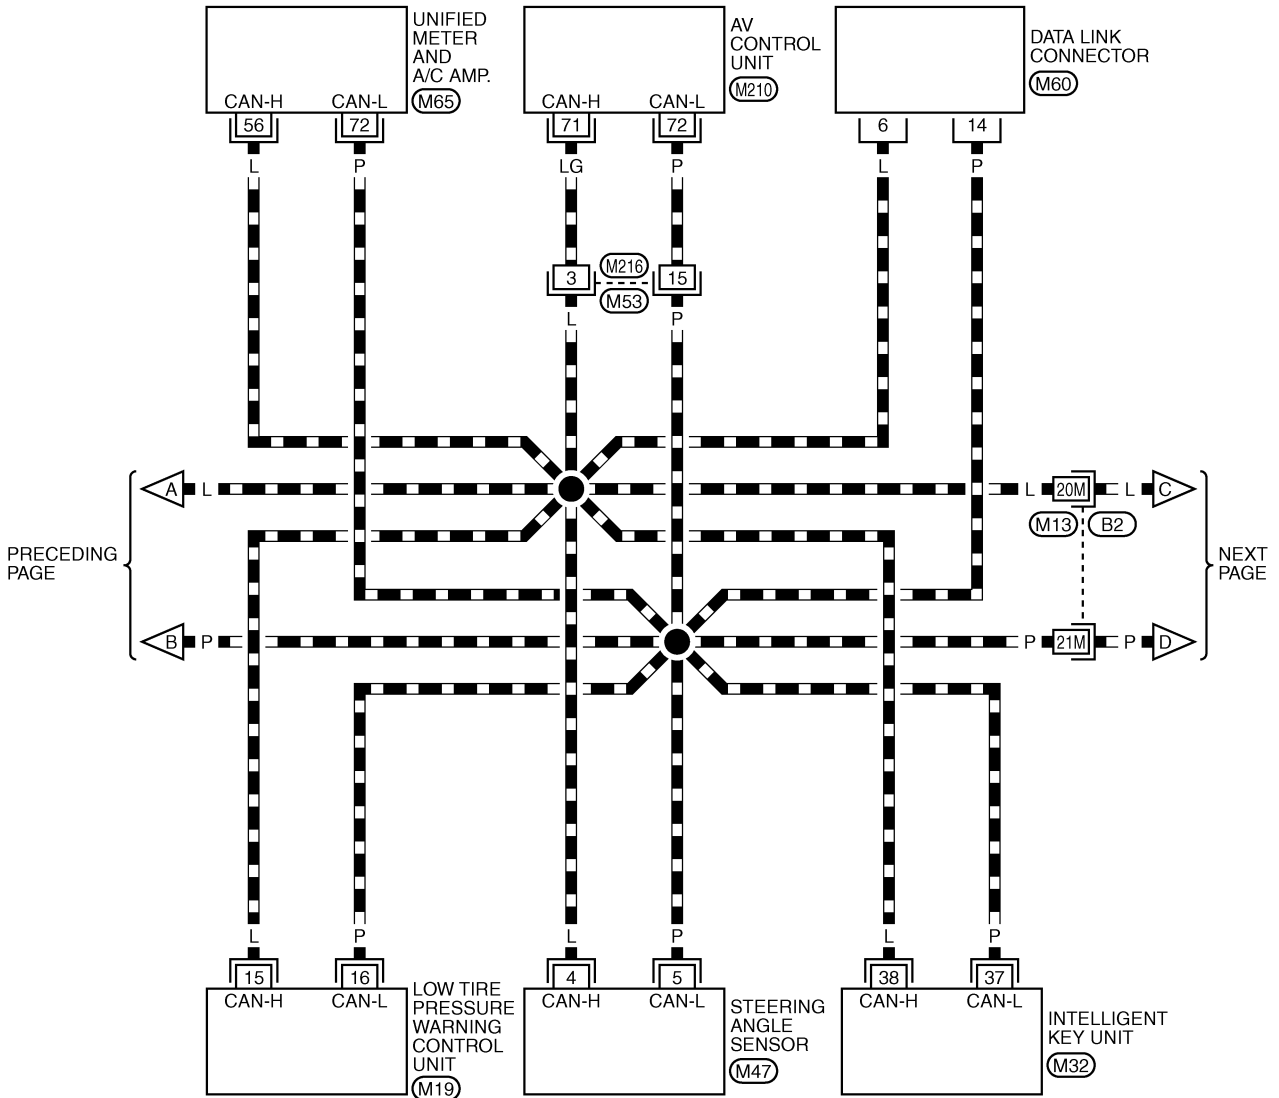 UNIFIED
METER
AND
A/C AMP.
M65
CAN-H CAN-L
56 72
L P
AV
CONTROL
UNIT
M210
CAN-H CAN-L
71 72
LG P
DATA LINK
CONNECTOR
M60
6 14
L P
3 M216 15
M53
L P
PRECEDING
PAGE
A L
B P
L 20M L C
M13 B2
P 21M P D
NEXT
PAGE
L P
15 16
CAN-H CAN-L
LOW TIRE
PRESSURE
WARNING
CONTROL
UNIT
M19
L P
4 5
CAN-H CAN-L
STEERING
ANGLE
SENSOR
M47
L P
38 37
CAN-H CAN-L
INTELLIGENT
KEY UNIT
M32